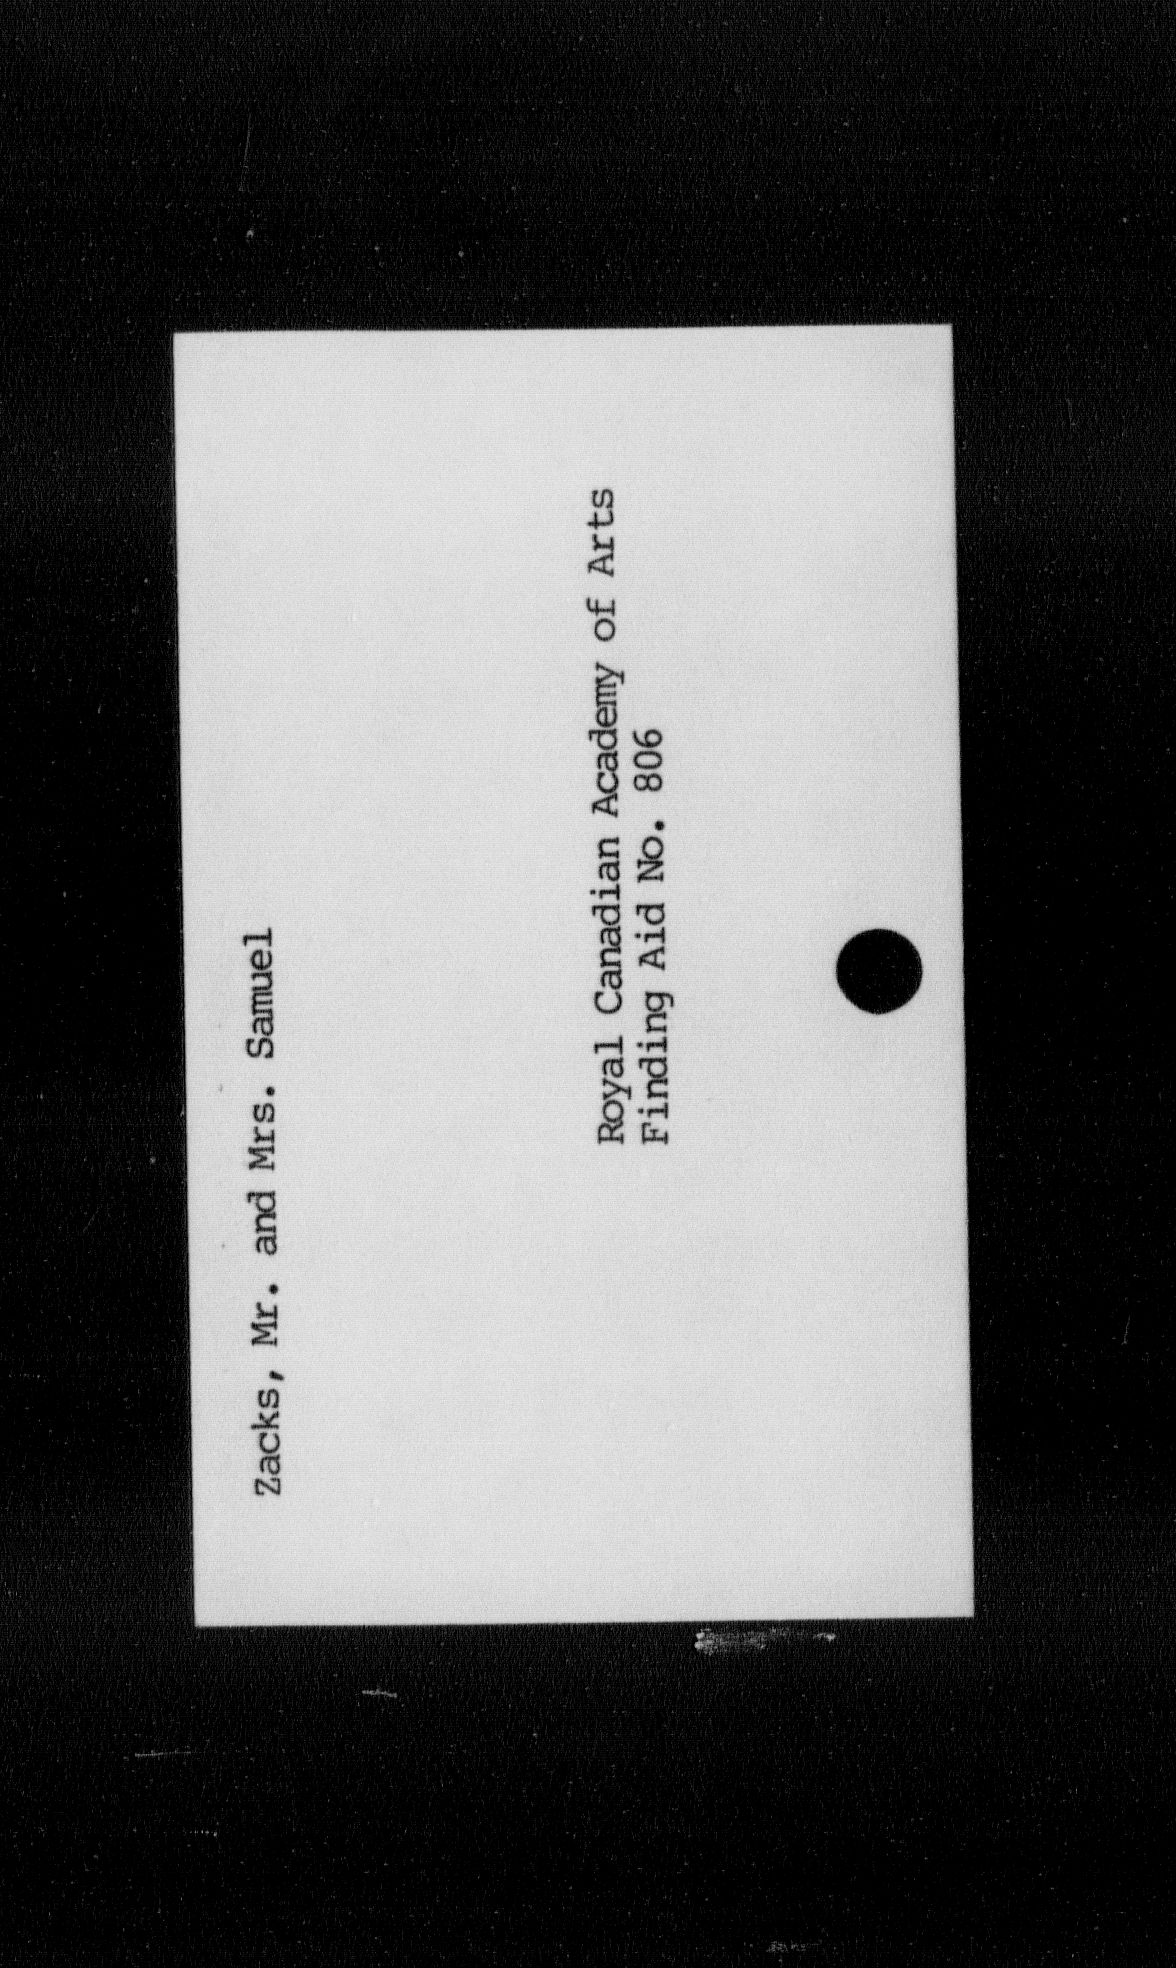 Zacks, Mr. and Mrs. Samuel
Royal Canadian Academy of Arts
Finding Aid No. 806